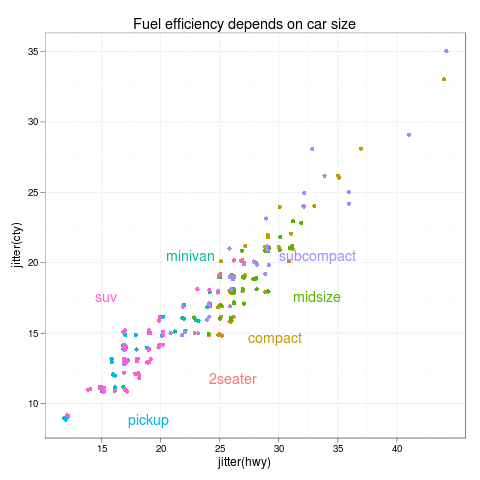 Fuel efficiency depends on car size
jitter(cty)
35
30
25
20
15
10
minivan
subcompact
suv
midsize
compact
2seater
pickup
15 20 25 30 35 40
jitter(hwy)